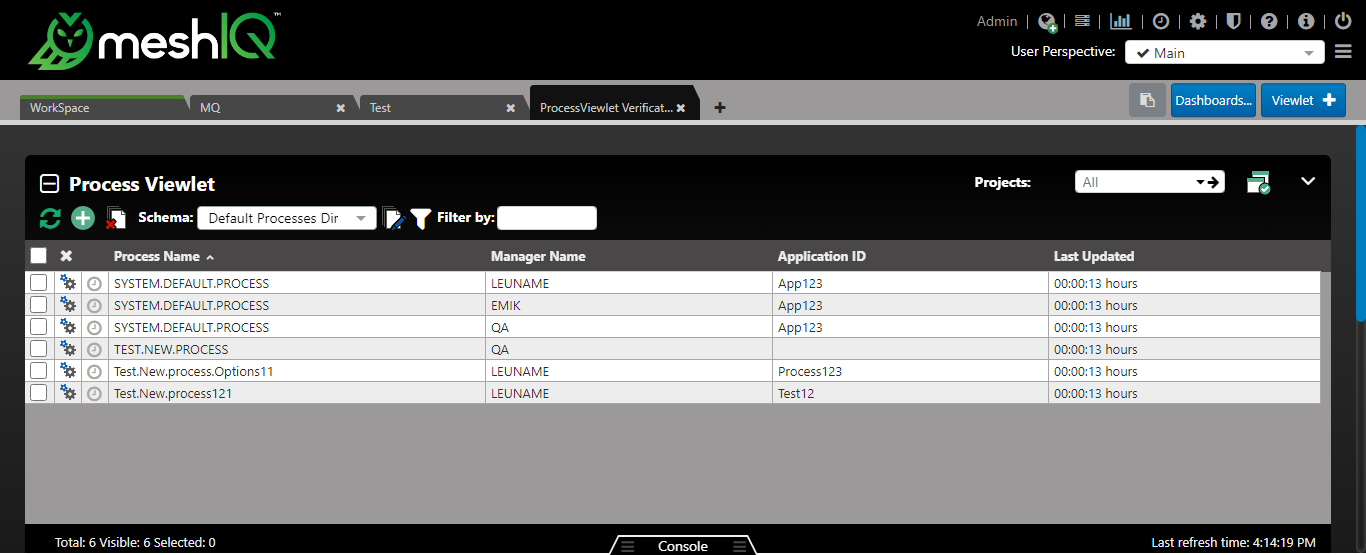 meshIQ™
Admin
User Perspective: Main
WorkSpace MQ Test ProcessViewlet Verificat...
Dashboards... Viewlet
Process Viewlet
Projects: All
Schema: Default Processes Dir Filter by:
Process Name Manager Name Application ID Last Updated
SYSTEM.DEFAULT.PROCESS LEUNAME App123 00:00:13 hours
SYSTEM.DEFAULT.PROCESS EMIK App123 00:00:13 hours
SYSTEM.DEFAULT.PROCESS QA App123 00:00:13 hours
TEST.NEW.PROCESS QA 00:00:13 hours
Test.New.process.Options11 LEUNAME Process123 00:00:13 hours
Test.New.process121 LEUNAME Test12 00:00:13 hours
Total: 6 Visible: 6 Selected: 0
Console
Last refresh time: 4:14:19 PM